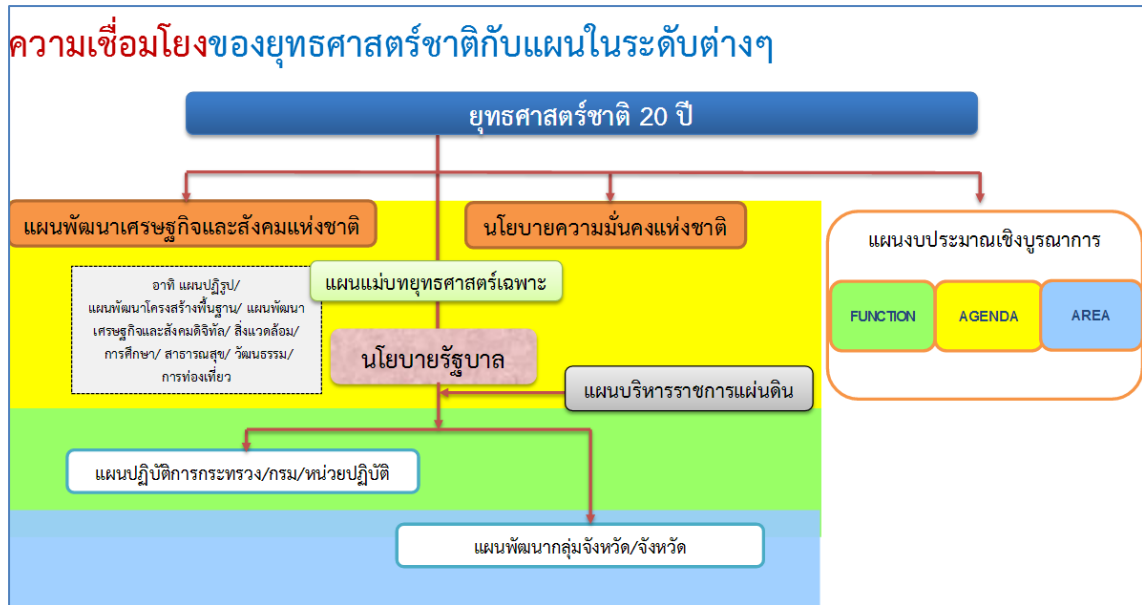 ความเชื่อมโยงของยุทธศาสตร์ชาติกับแผนในระดับต่างๆ
ยุทธศาสตร์ชาติ 20 ปี
แผนพัฒนาเศรษฐกิจและสังคมแห่งชาติ
นโยบายความมั่นคงแห่งชาติ
แผนงบประมาณเชิงบูรณาการ
FUNCTION
AGENDA
AREA
แผนแม่บทยุทธศาสตร์เฉพาะ
อาทิ แผนปฏิรูป/
แผนพัฒนาโครงสร้างพื้นฐาน/ แผนพัฒนา
เศรษฐกิจและสังคมดิจิทัล/ สิ่งแวดล้อม/
การศึกษา/ สาธารณสุข/ วัฒนธรรม/
การท่องเที่ยว
นโยบายรัฐบาล
แผนบริหารราชการแผ่นดิน
แผนปฏิบัติการกระทรวง/กรม/หน่วยปฏิบัติ
แผนพัฒนากลุ่มจังหวัด/จังหวัด